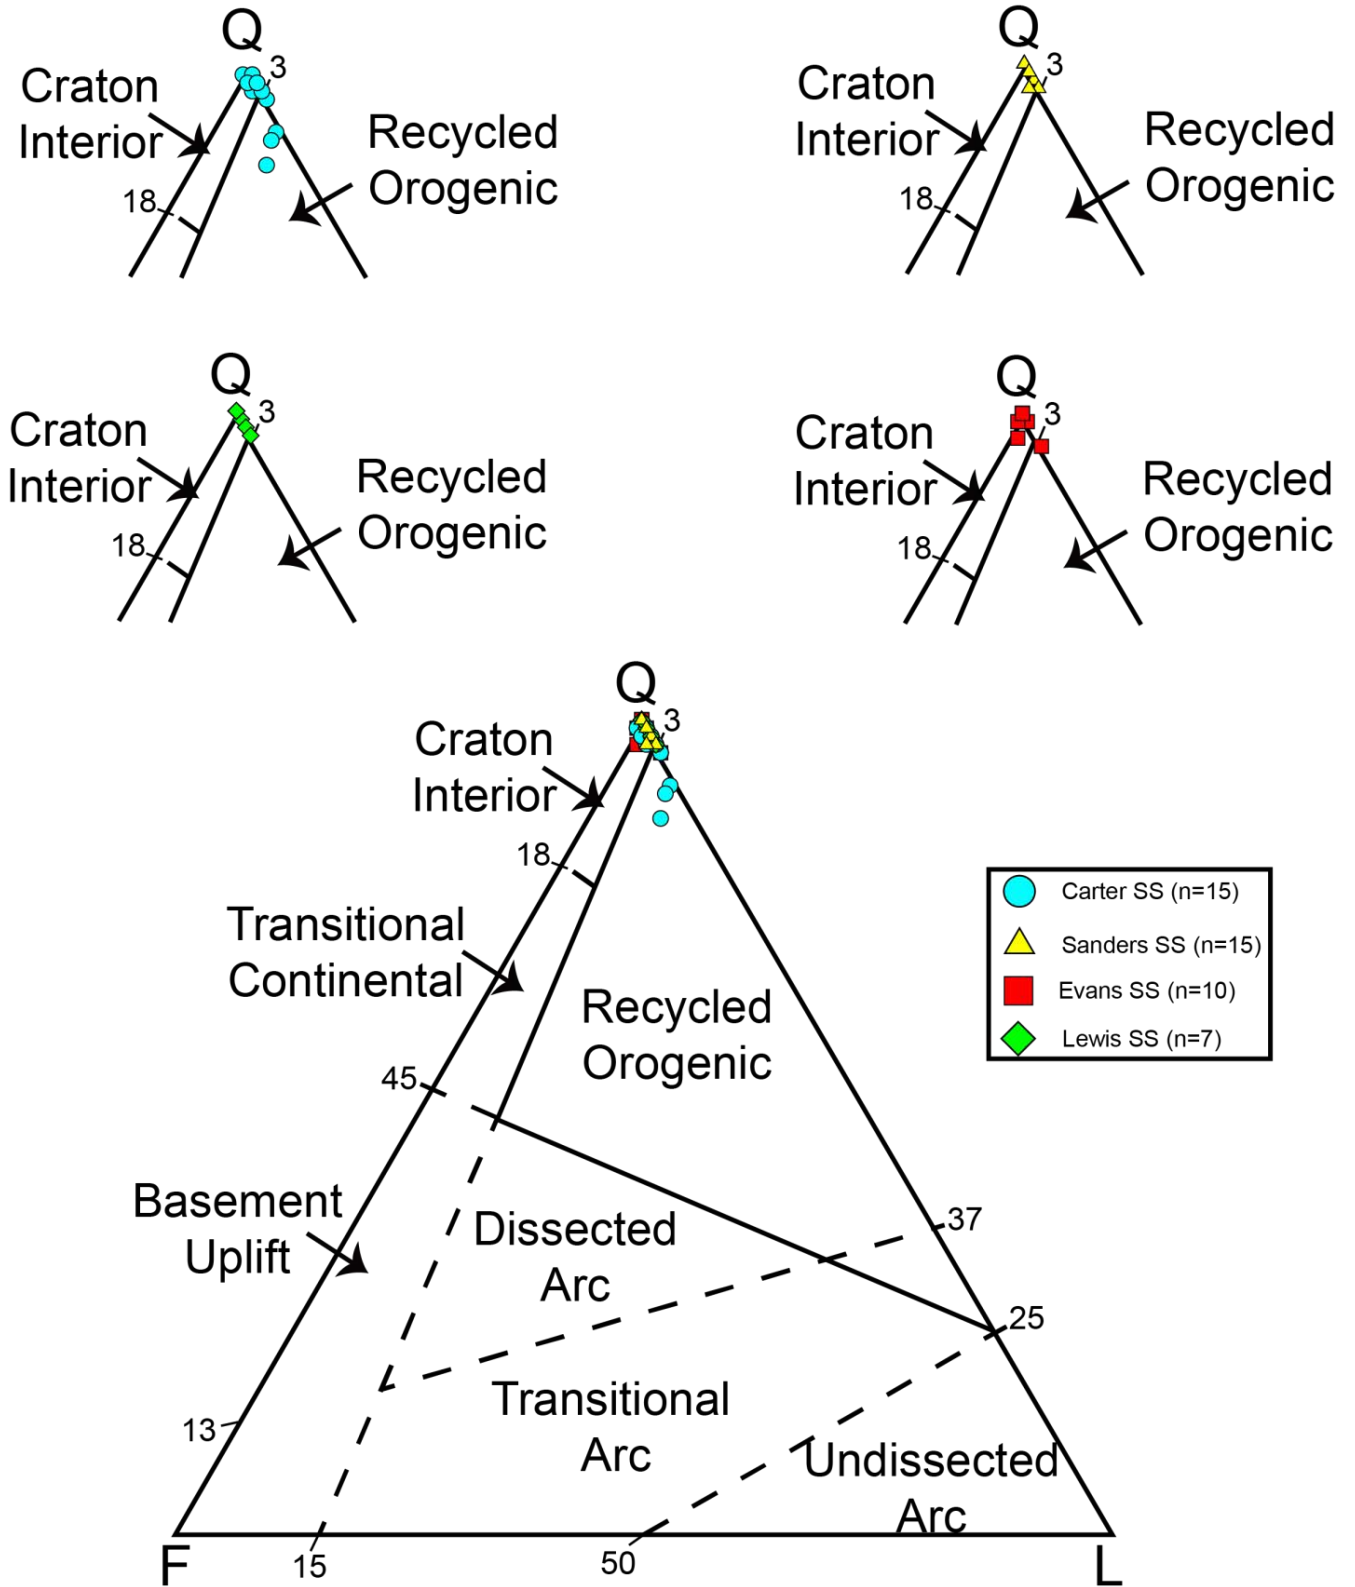 Q
3
Craton
Interior
Recycled
Orogenic
18
Q
3
Craton
Interior
Recycled
Orogenic
18
Q
3
Craton
Interior
Recycled
Orogenic
18
Q
3
Craton
Interior
Recycled
Orogenic
18
Q
3
Craton
Interior
18
Transitional
Continental
Recycled
Orogenic
45
Basement
Uplift
Dissected
Arc
37
25
Transitional
Arc
13
Undissected
Arc
F
15
50
L
Carter SS (n=15)
Sanders SS (n=15)
Evans SS (n=10)
Lewis SS (n=7)